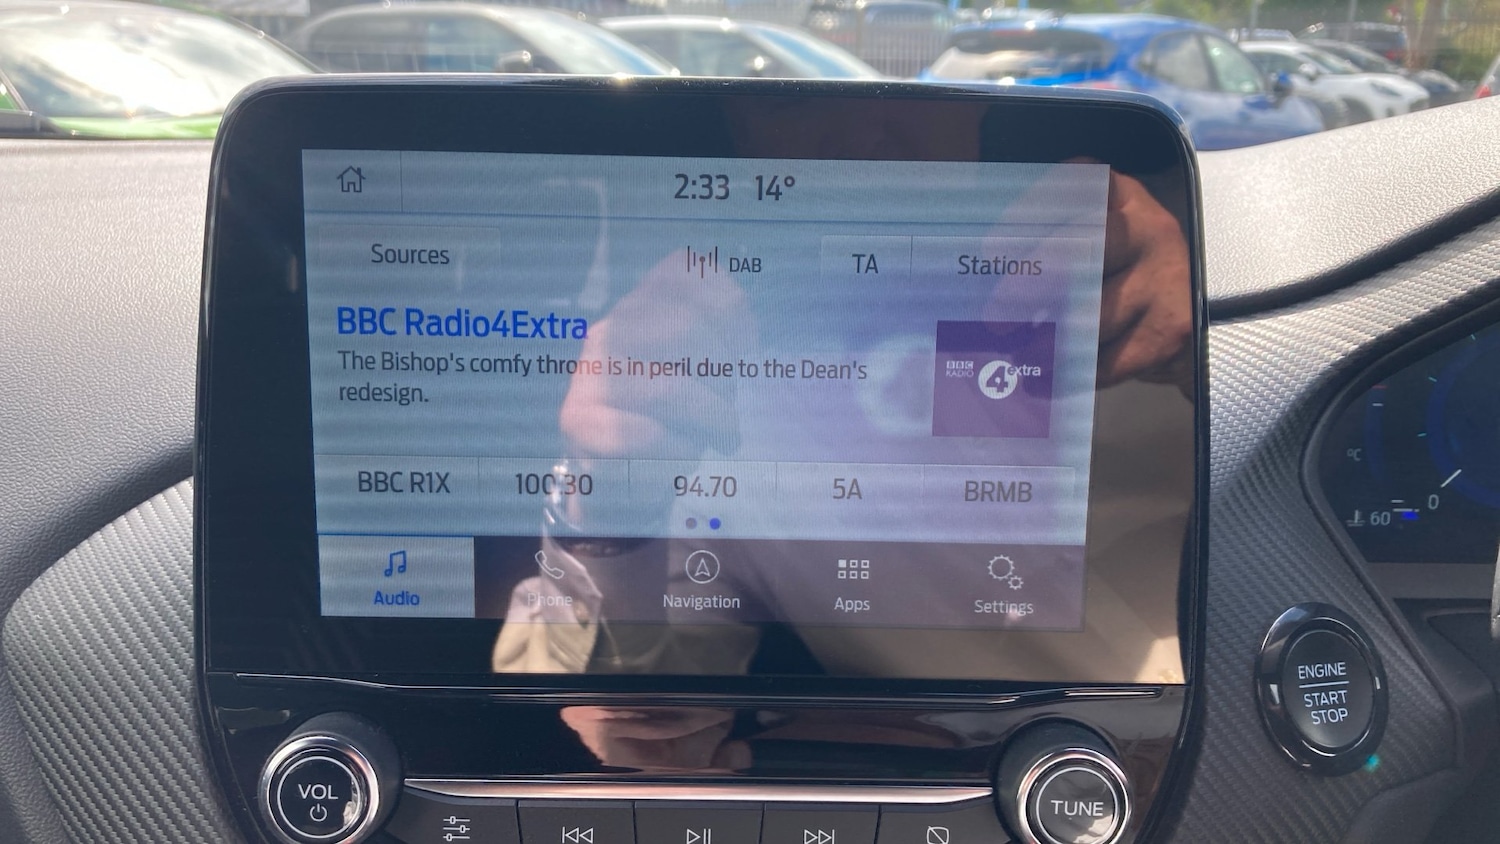 2:33 14°
Sources
DAB
TA
Stations
BBC Radio4Extra
The Bishop's comfy throne is in peril due to the Dean's
redesign.
BBC
RADIO
4 extra
BBC R1X
100.30
94.70
5A
BRMB
Audio
Phone
Navigation
Apps
Settings
°C
60
0
ENGINE
START
STOP
VOL
TUNE